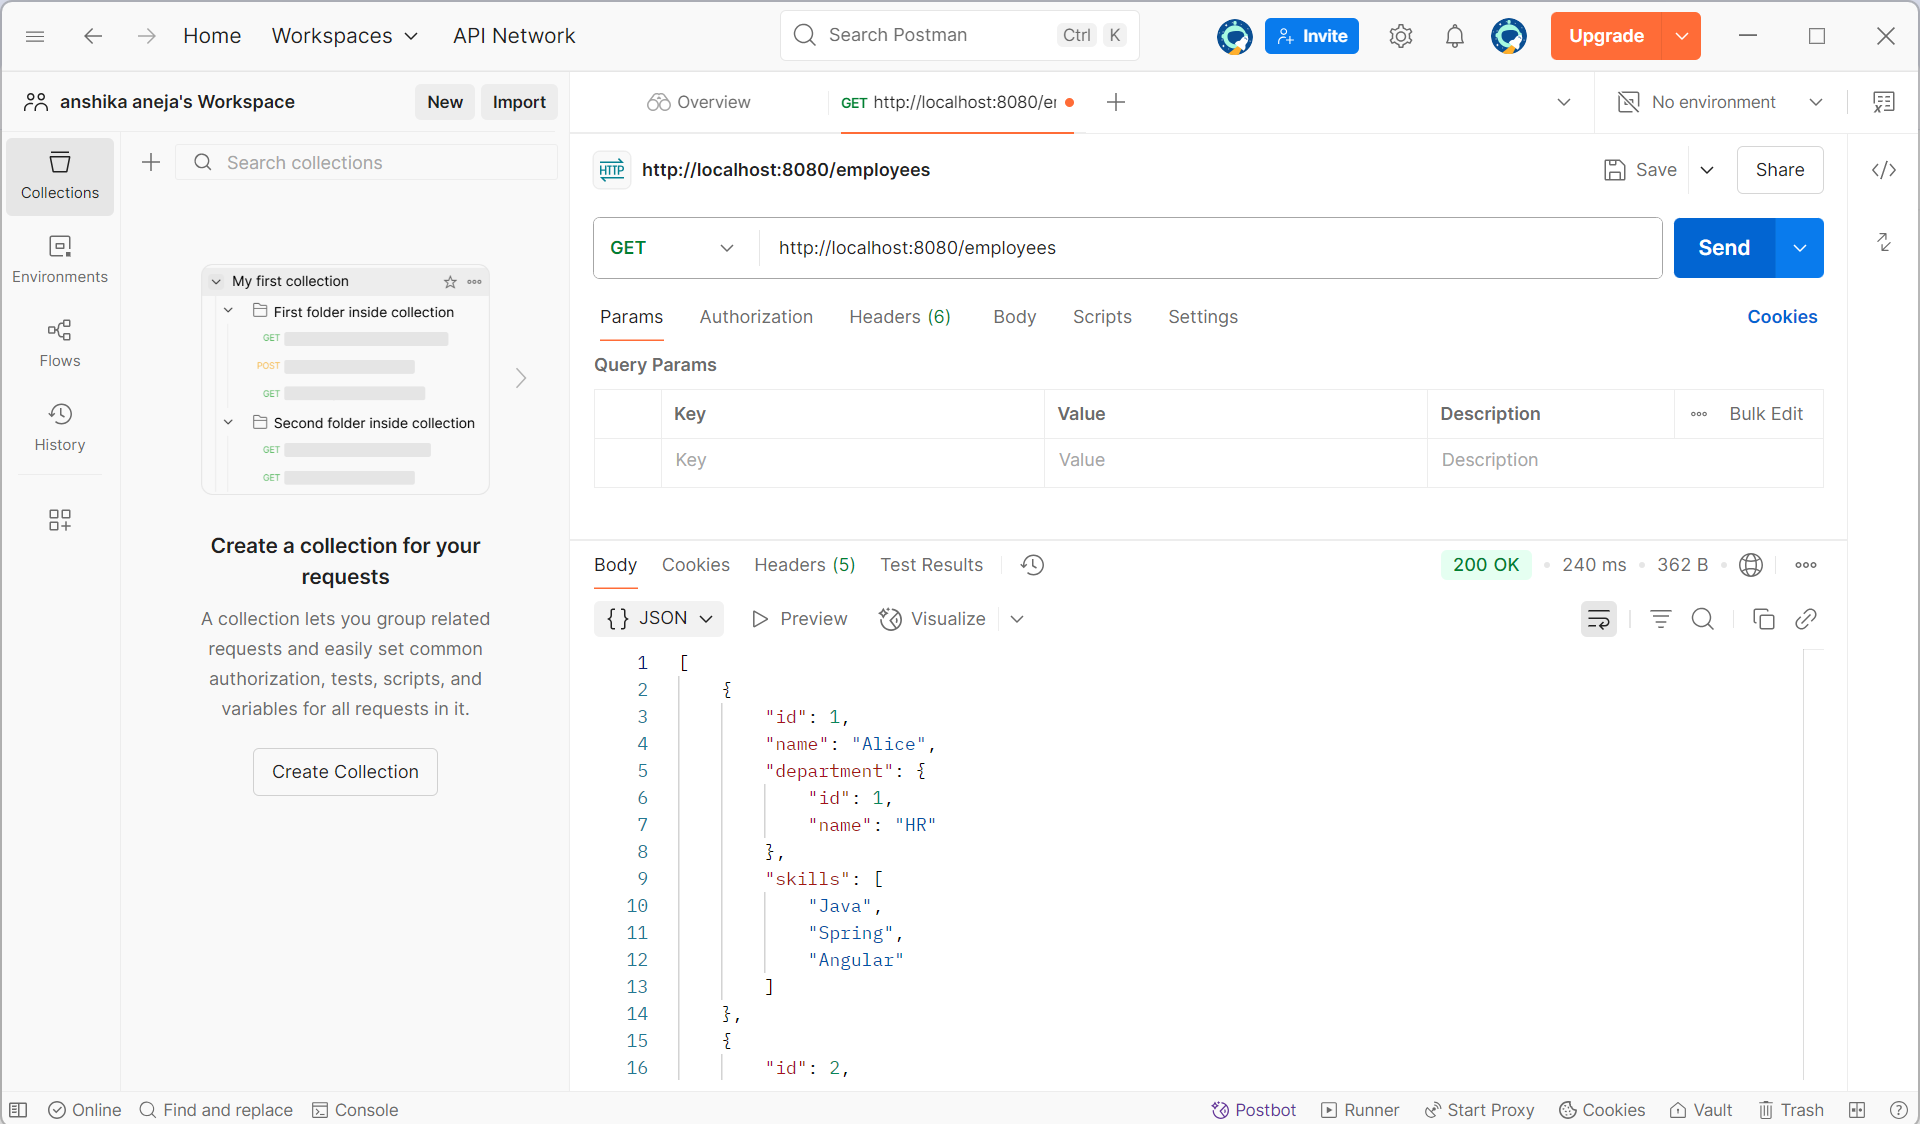 Home Workspaces API Network Search Postman Ctrl K Invite Upgrade
anshika aneja's Workspace New Import Overview GET http://localhost:8080/er No environment
Search collections
Collections
Environments
Flows
History
My first collection
First folder inside collection
GET
POST
GET
Second folder inside collection
GET
GET
Create a collection for your
requests
A collection lets you group related
requests and easily set common
authorization, tests, scripts, and
variables for all requests in it.
Create Collection
HTTP http://localhost:8080/employees Save Share
GET http://localhost:8080/employees Send
Params Authorization Headers (6) Body Scripts Settings Cookies
Query Params
Key Value Description Bulk Edit
Key Value Description
Body Cookies Headers (5) Test Results 200 OK 240 ms 362 B
{} JSON Preview Visualize
1 [
2 {
3 "id": 1,
4 "name": "Alice",
5 "department": {
6 "id": 1,
7 "name": "HR"
8 },
9 "skills": [
10 "Java",
11 "Spring",
12 "Angular"
13 ]
14 },
15 {
16 "id": 2,
Online Find and replace Console Postbot Runner Start Proxy Cookies Vault Trash